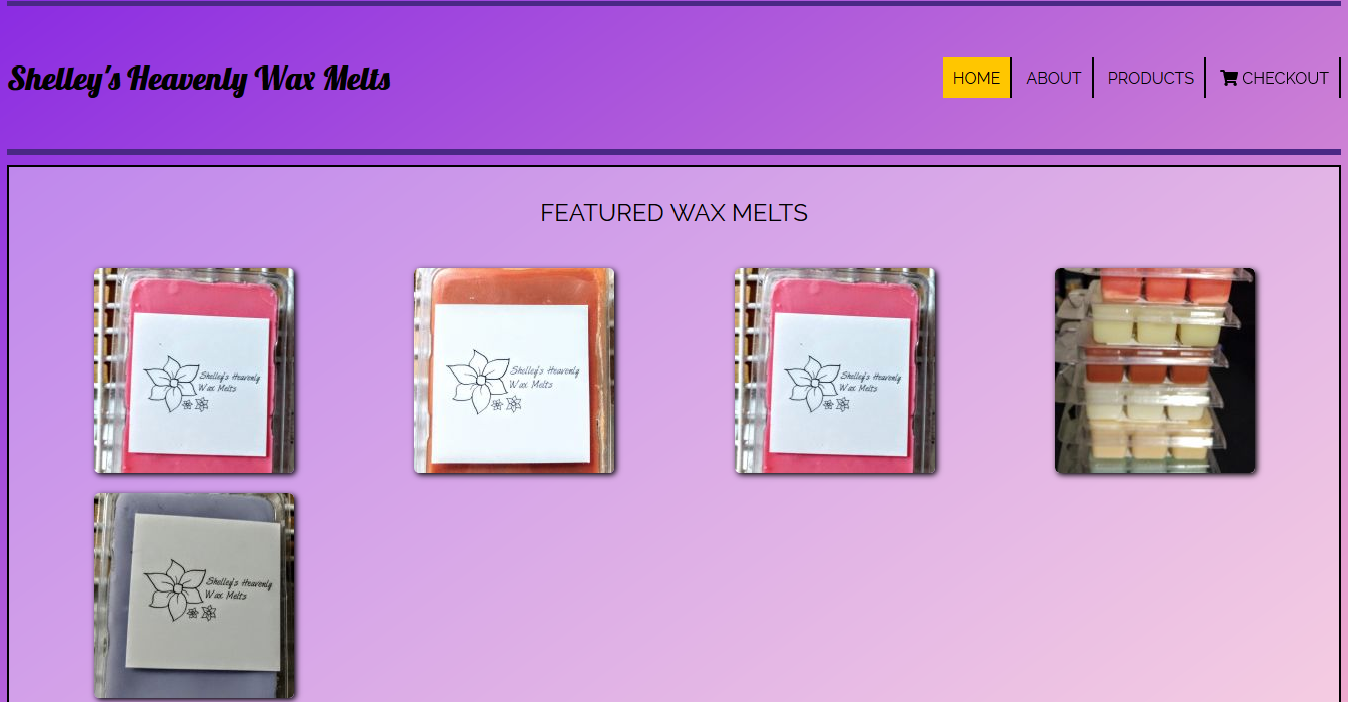 Shelley's Heavenly Wax Melts
HOME
ABOUT
PRODUCTS
CHECKOUT
FEATURED WAX MELTS
Shelley's Heavenly
Wax Melts
Shelley's Heavenly
Wax Melts
Shelley's Heavenly
Wax Melts
Shelley's Heavenly
Wax Melts